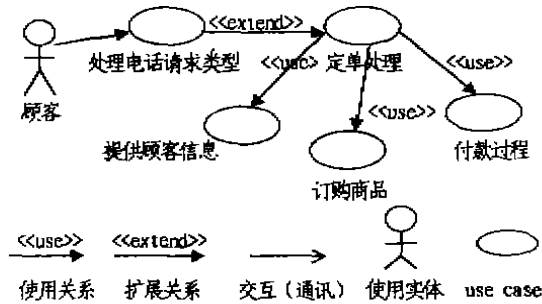 <<extend>>
处理电话请求类型
定单处理
<<use>
<<use>>
<<use>>
顾客
提供顾客信息
订购商品
付款过程
<<use>>
<<extend>>
使用关系
扩展关系
交互(通讯)
使用实体
use case